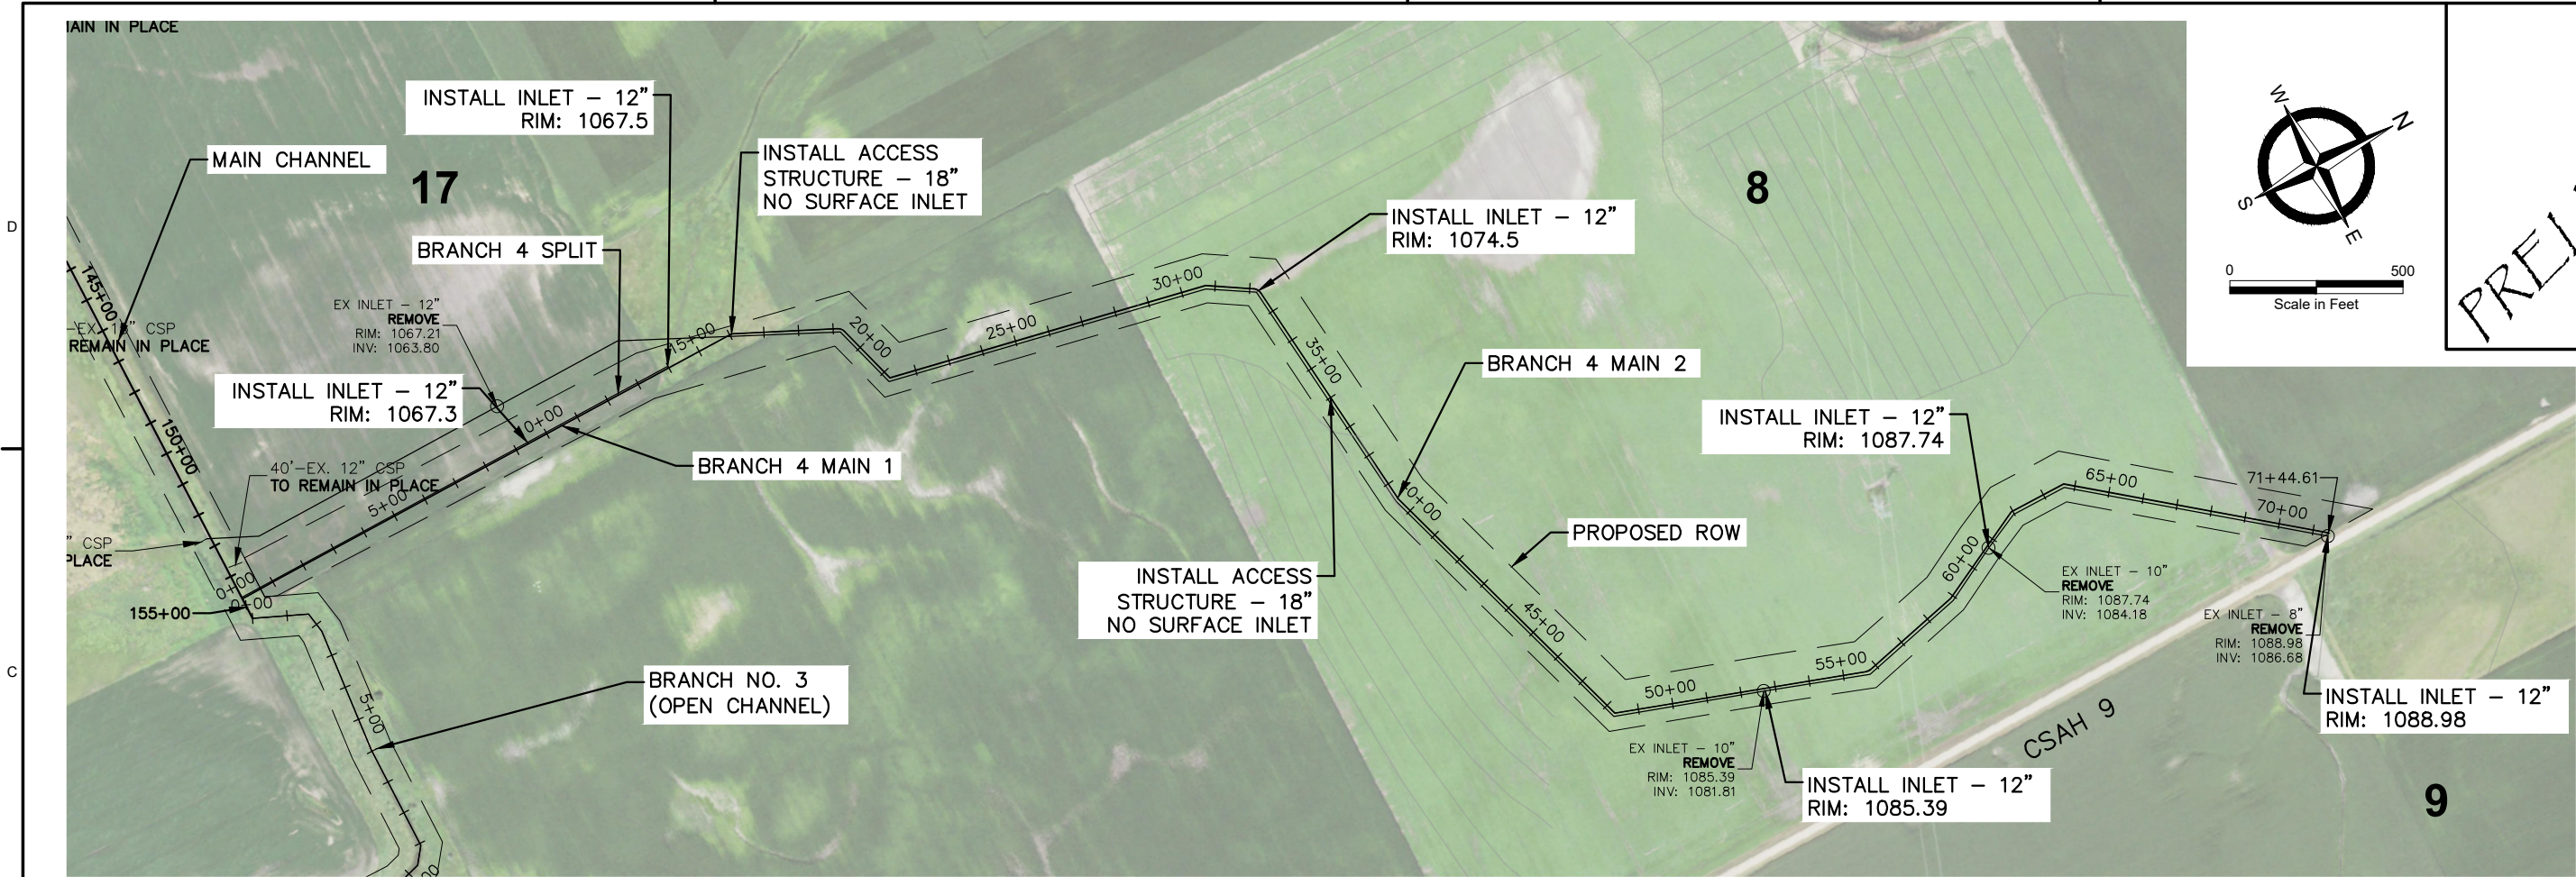 IAIN IN PLACE
INSTALL INLET – 12"
RIM: 1067.5
MAIN CHANNEL
17
INSTALL ACCESS
STRUCTURE – 18"
NO SURFACE INLET
BRANCH 4 SPLIT
8
INSTALL INLET – 12"
RIM: 1074.5
W
N
S
E
0
500
Scale in Feet
D
145+00
CSP
REMAIN IN PLACE
EX INLET – 12"
REMOVE
RIM: 1067.21
INV: 1063.80
INSTALL INLET – 12"
RIM: 1067.3
15+00
20+00
25+00
30+00
35+00
BRANCH 4 MAIN 2
0+00
BRANCH 4 MAIN 1
150+00
40'-EX. 12" CSP
TO REMAIN IN PLACE
5+00
" CSP
PLACE
0+00
0+00
155+00
INSTALL INLET – 12"
RIM: 1087.74
0+00
PROPOSED ROW
INSTALL ACCESS
STRUCTURE – 18"
NO SURFACE INLET
45+00
50+00
55+00
60+00
65+00
70+00
71+44.61
EX INLET – 10"
REMOVE
RIM: 1087.74
INV: 1084.18
EX INLET – 8"
REMOVE
RIM: 1088.98
INV: 1086.68
INSTALL INLET – 12"
RIM: 1088.98
C
BRANCH NO. 3
(OPEN CHANNEL)
5+00
EX INLET – 10"
REMOVE
RIM: 1085.39
INV: 1081.81
INSTALL INLET – 12"
RIM: 1085.39
CSAH 9
9